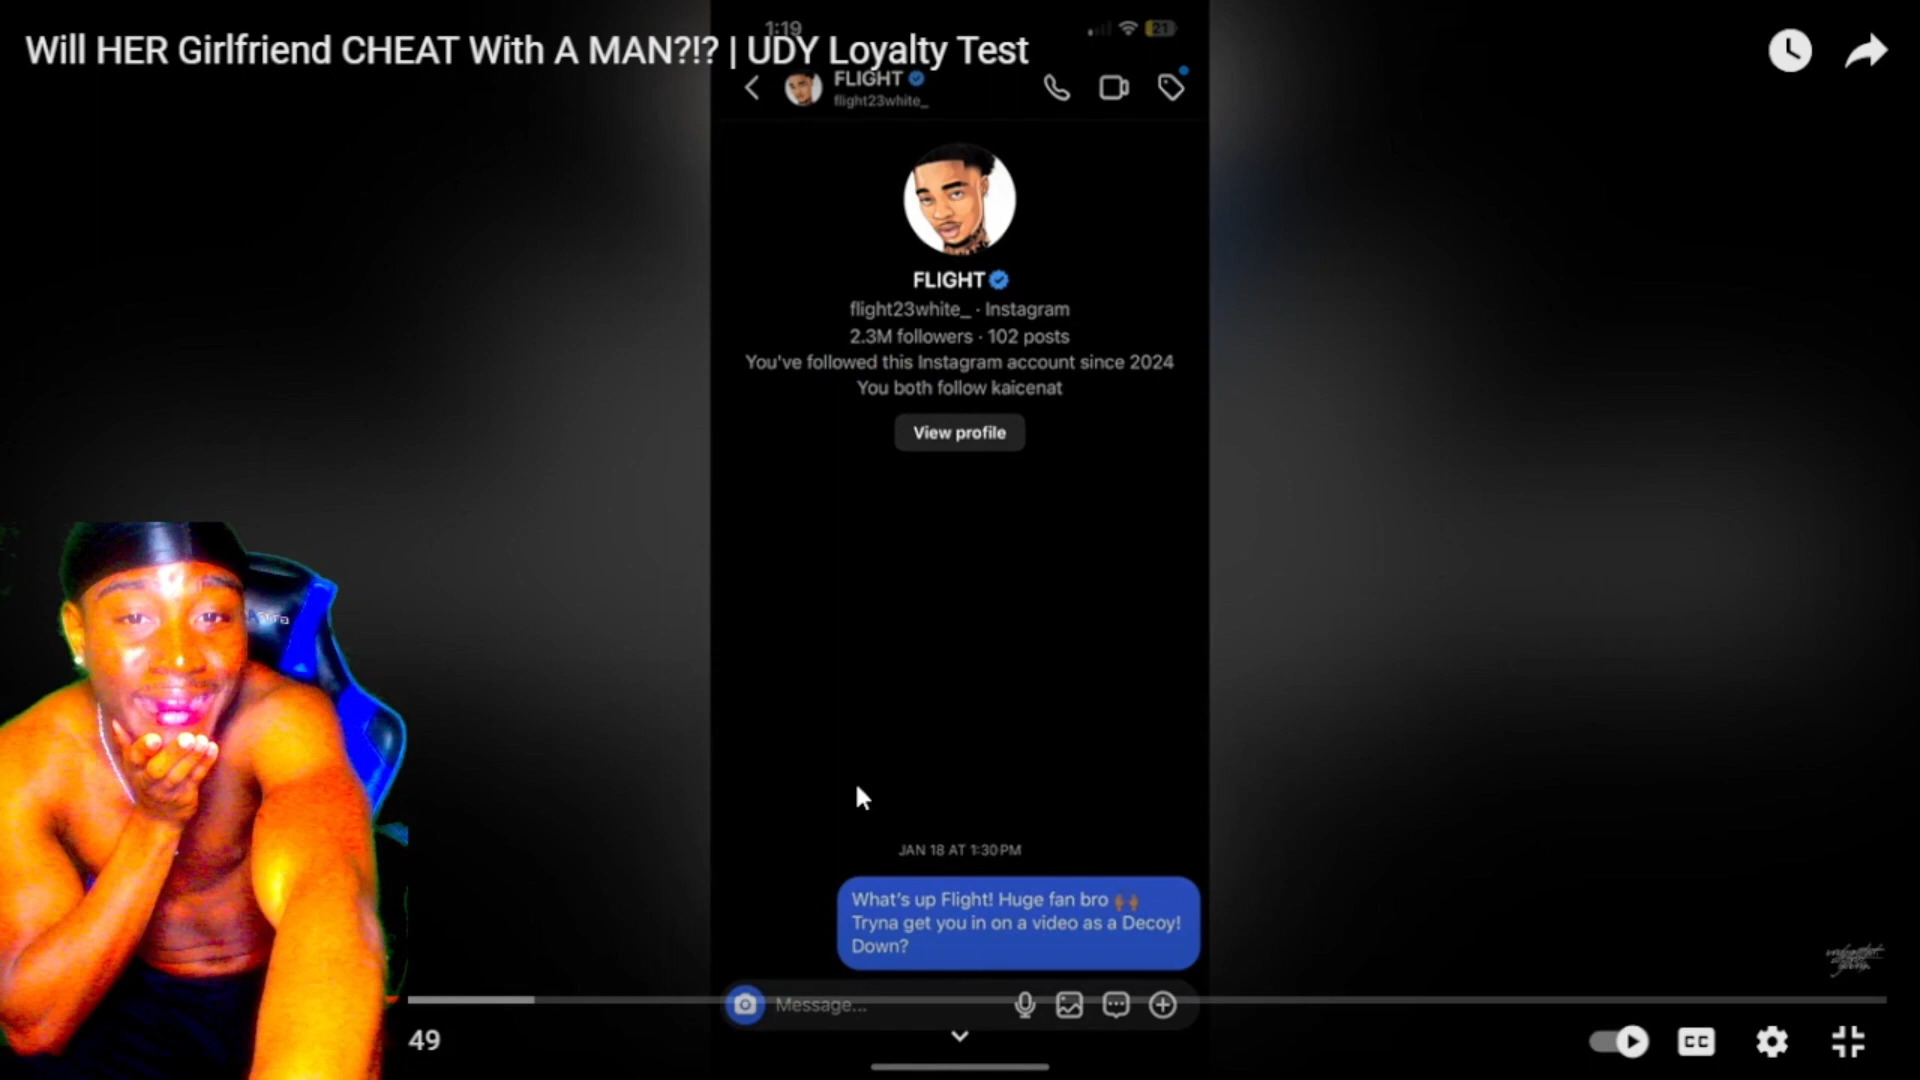 1:19
21
Will HER Girlfriend CHEAT With A MAN?!? | UDY Loyalty Test
FLIGHT
flight23white_
FLIGHT
flight23white_ · Instagram
2.3M followers · 102 posts
You've followed this Instagram account since 2024
You both follow kaicenat
View profile
JAN 18 AT 1:30 PM
What's up Flight! Huge fan bro 🙌🏾
Tryna get you in on a video as a Decoy!
Down?
Message...
49
CC